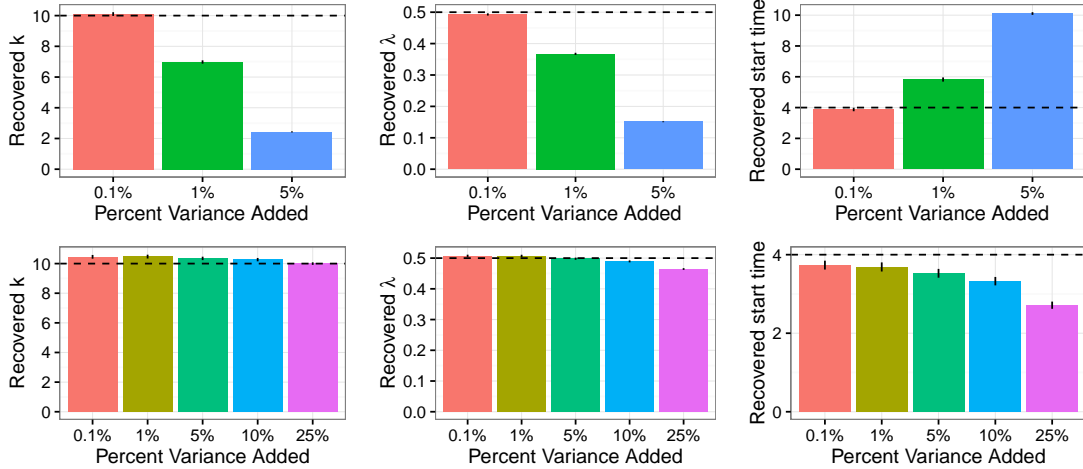 Recovered k
10
8
6
4
2
0
0.1% 1% 5%
Percent Variance Added
Recovered λ
0.5
0.4
0.3
0.2
0.1
0.0
0.1% 1% 5%
Percent Variance Added
Recovered start time
10
8
6
4
2
0
0.1% 1% 5%
Percent Variance Added
Recovered k
10
8
6
4
2
0
0.1% 1% 5% 10% 25%
Percent Variance Added
Recovered λ
0.5
0.4
0.3
0.2
0.1
0.0
0.1% 1% 5% 10% 25%
Percent Variance Added
Recovered start time
4
2
0
0.1% 1% 5% 10% 25%
Percent Variance Added